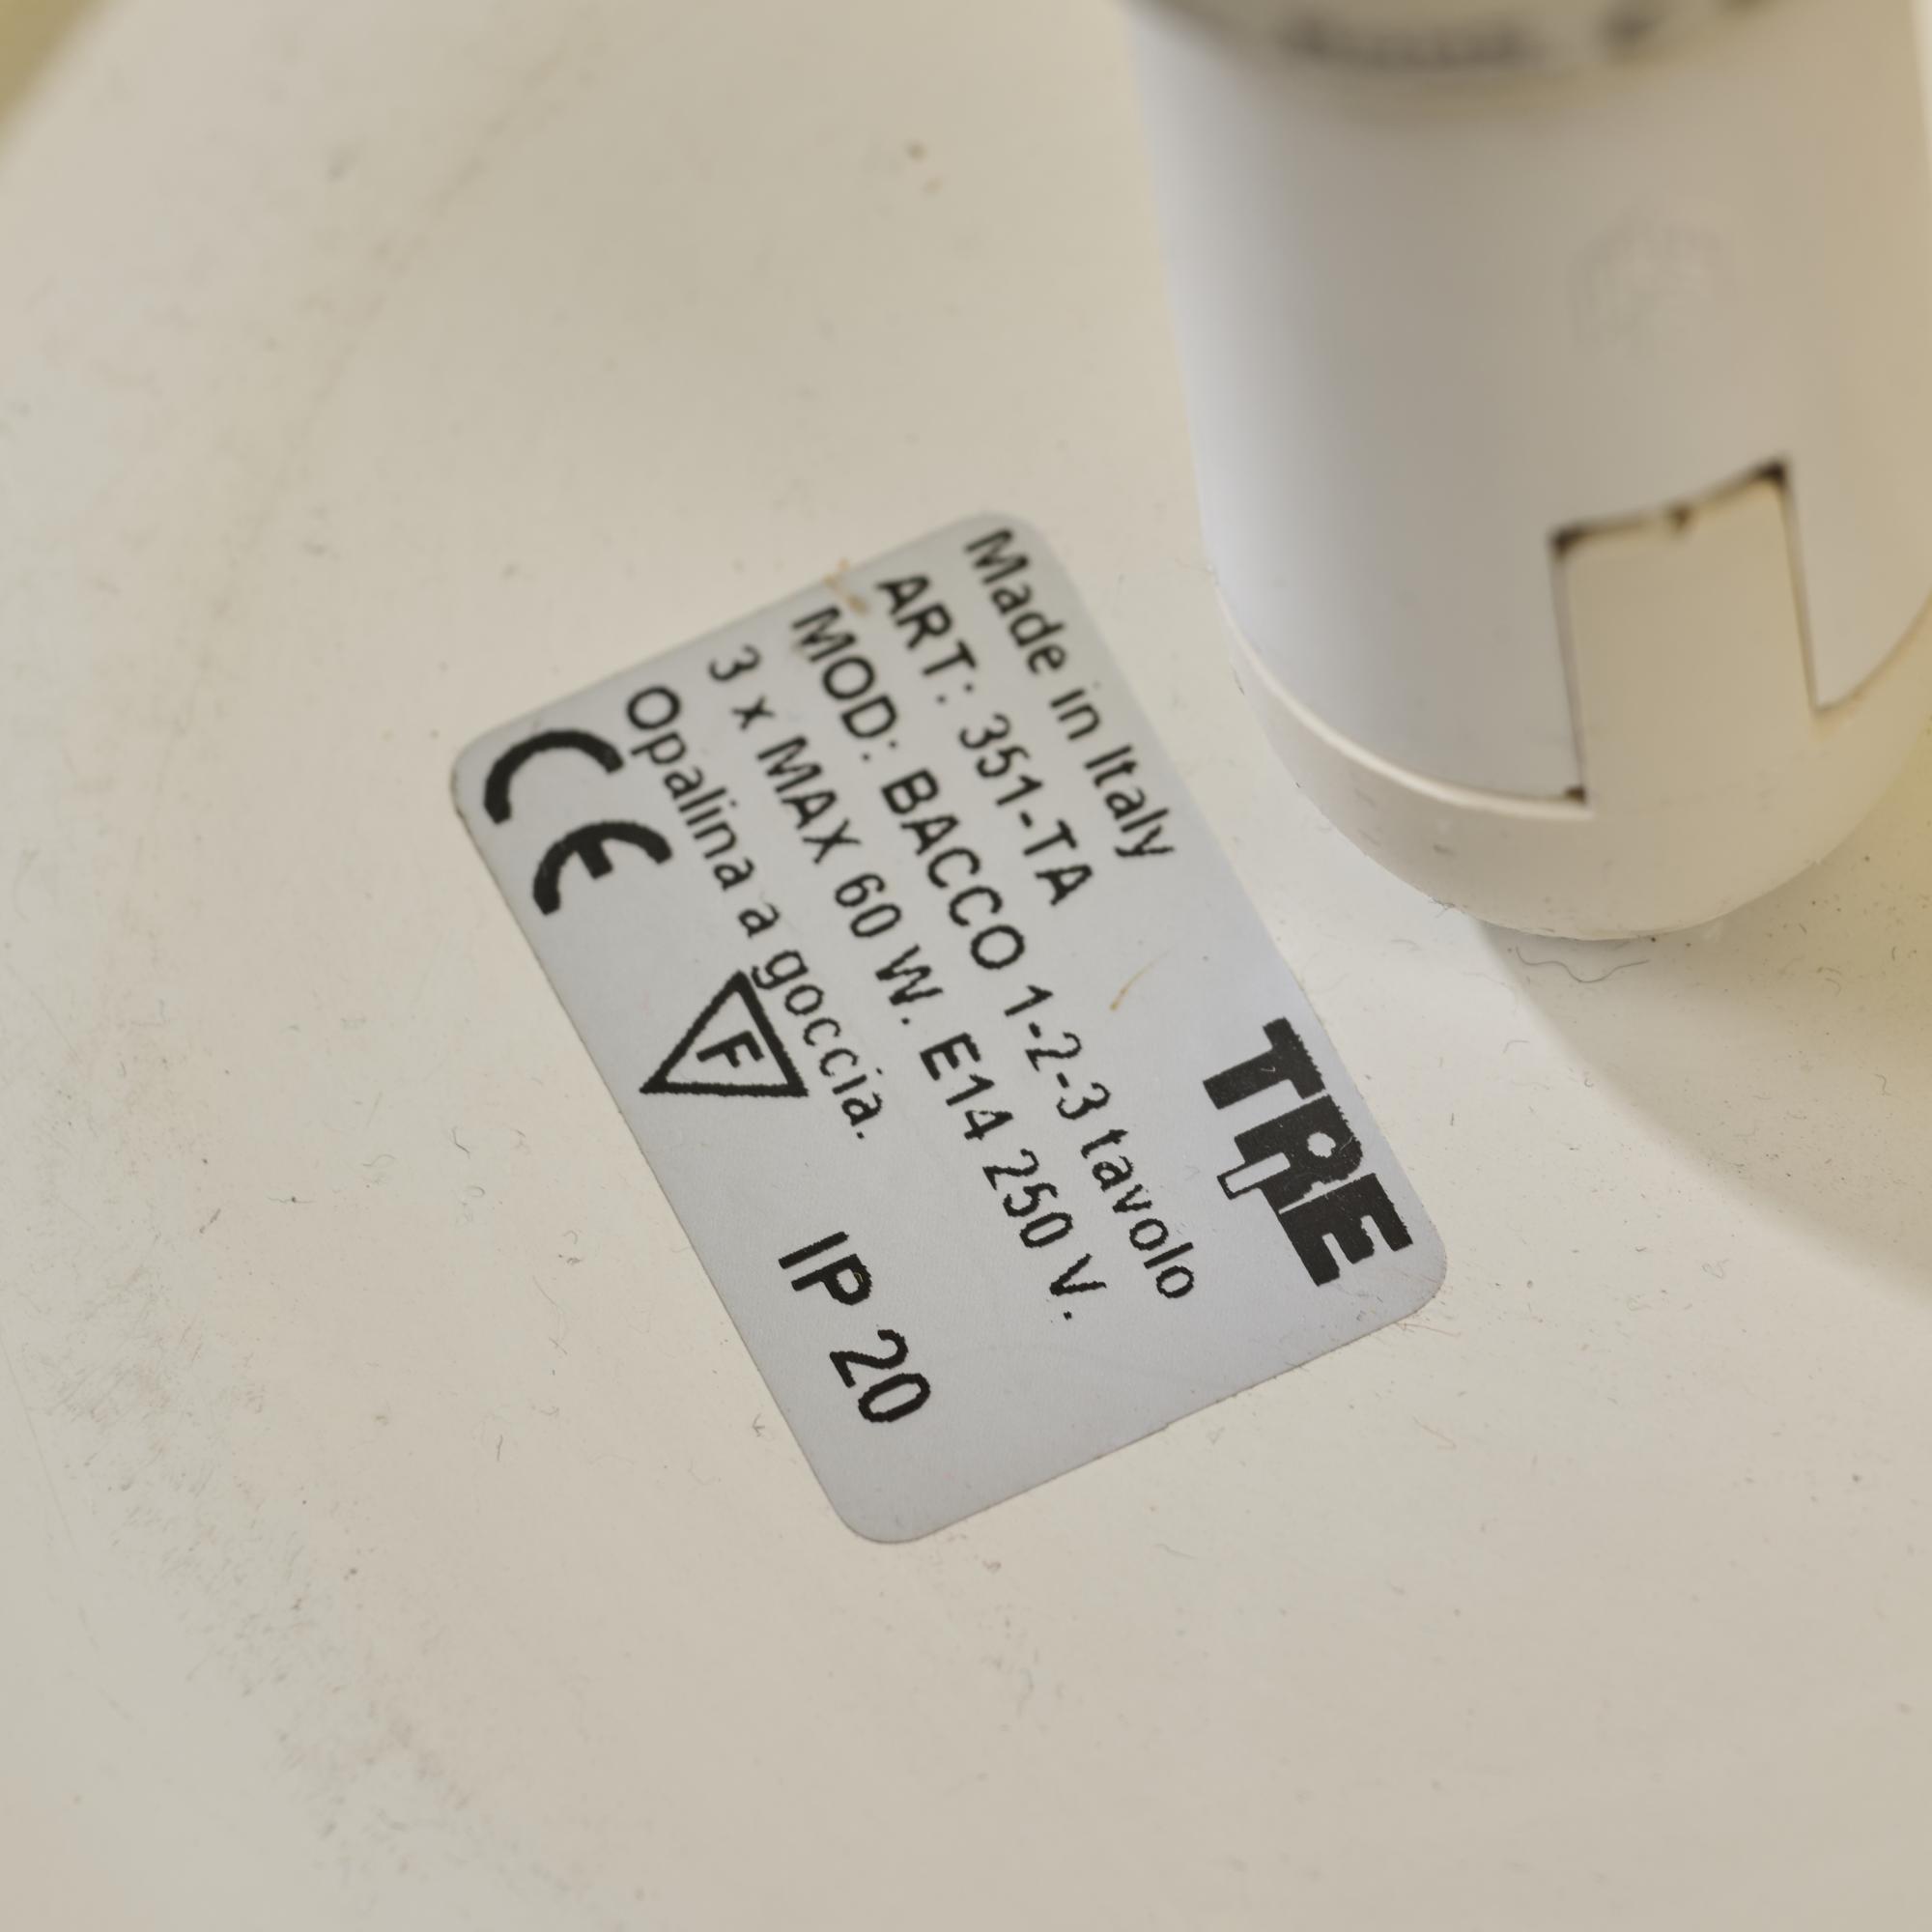 Made in Italy
TRE
ART: 351-TA
MOD: BACCO 1-2-3 tavolo
3 x MAX 60 W. E14 250 V.
Opalina a goccia.
CE F IP 20